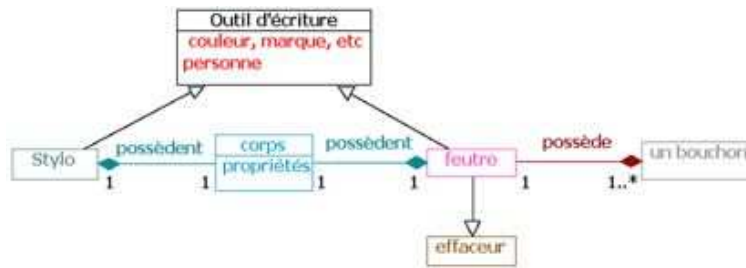 Outil d'écriture
couleur, marque, etc
personne
Stylo
possèdent
corps
propriétés
possèdent
feutre
possède
un bouchon
1
1
1
1
1
1..*
effaceur